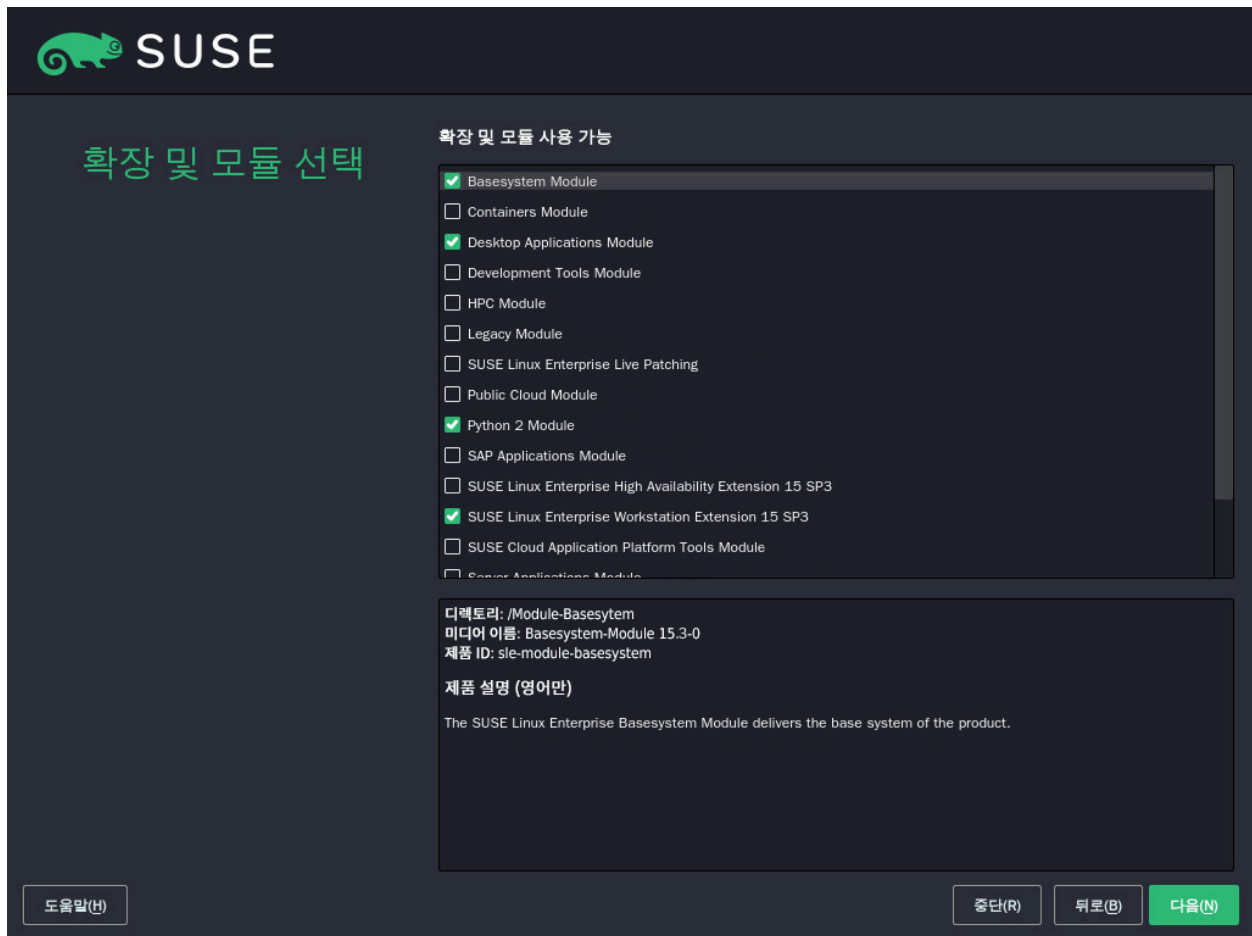 SUSE
확장 및 모듈 선택
확장 및 모듈 사용 가능
Basesystem Module
Containers Module
Desktop Applications Module
Development Tools Module
HPC Module
Legacy Module
SUSE Linux Enterprise Live Patching
Public Cloud Module
Python 2 Module
SAP Applications Module
SUSE Linux Enterprise High Availability Extension 15 SP3
SUSE Linux Enterprise Workstation Extension 15 SP3
SUSE Cloud Application Platform Tools Module
Server Applications Module
디렉토리: /Module-Basesytem
미디어 이름: Basesystem-Module 15.3-0
제품 ID: sle-module-basesystem
제품 설명 (영어만)
The SUSE Linux Enterprise Basesystem Module delivers the base system of the product.
도움말(H) 중단(R) 뒤로(B) 다음(N)